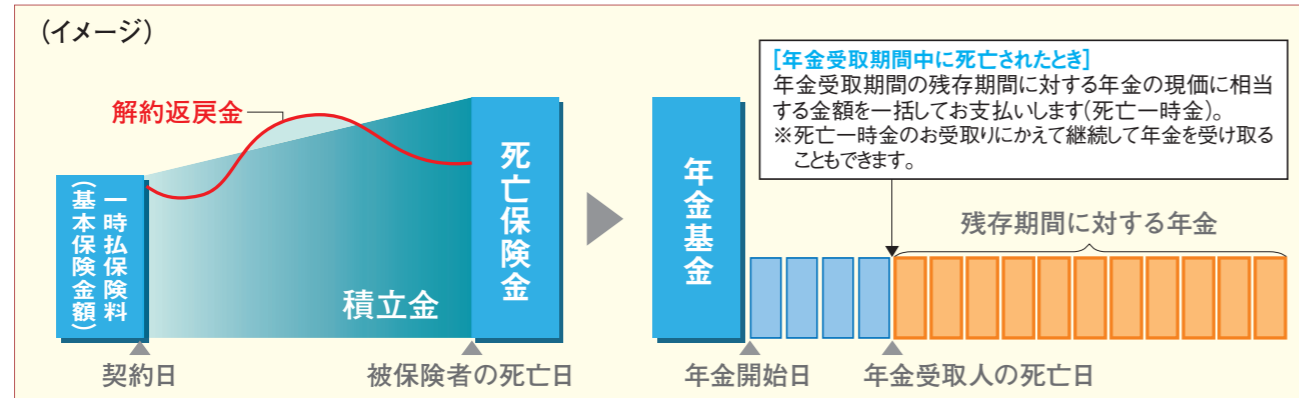 (イメージ)
解約返戻金
一時払保険料
(基本保険金額)
積立金
死亡保険金
契約日
被保険者の死亡日
年金基金
[年金受取期間中に死亡されたとき]
年金受取期間の残存期間に対する年金の現価に相当
する金額を一括してお支払いします(死亡一時金)。
※死亡一時金のお受取りにかえて継続して年金を受け取る
こともできます。
残存期間に対する年金
年金開始日
年金受取人の死亡日